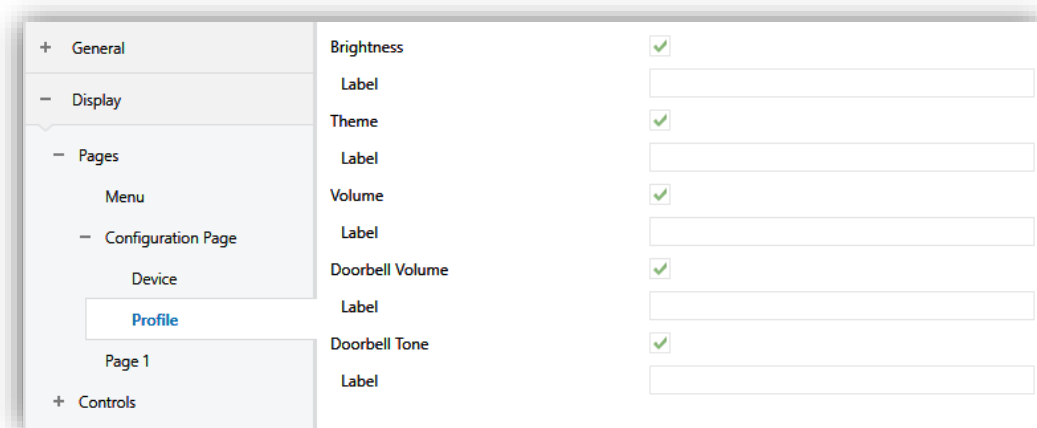 General
Display
Pages
Menu
Configuration Page
Device
Profile
Page 1
Controls
Brightness
Label
Theme
Label
Volume
Label
Doorbell Volume
Label
Doorbell Tone
Label